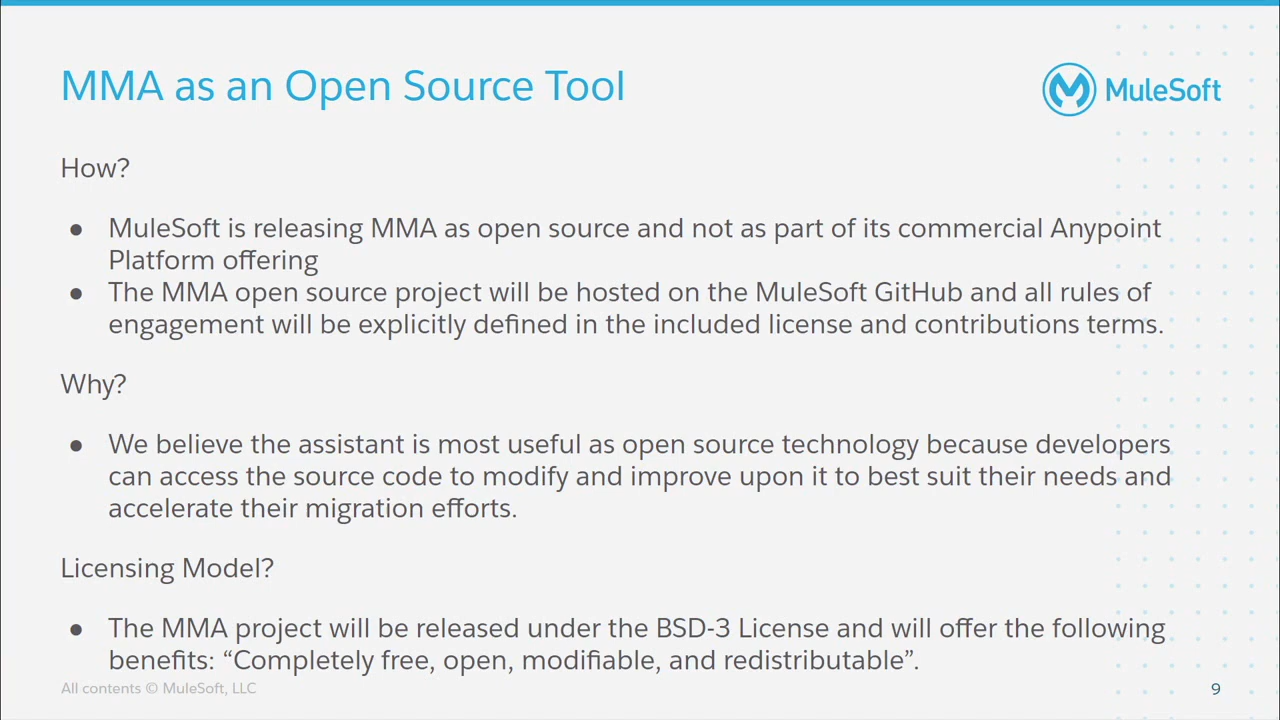 MMA as an Open Source Tool
MuleSoft
How?
● MuleSoft is releasing MMA as open source and not as part of its commercial Anypoint
Platform offering
● The MMA open source project will be hosted on the MuleSoft GitHub and all rules of
engagement will be explicitly defined in the included license and contributions terms.
Why?
● We believe the assistant is most useful as open source technology because developers
can access the source code to modify and improve upon it to best suit their needs and
accelerate their migration efforts.
Licensing Model?
● The MMA project will be released under the BSD-3 License and will offer the following
benefits: “Completely free, open, modifiable, and redistributable”.
All contents © MuleSoft, LLC
9